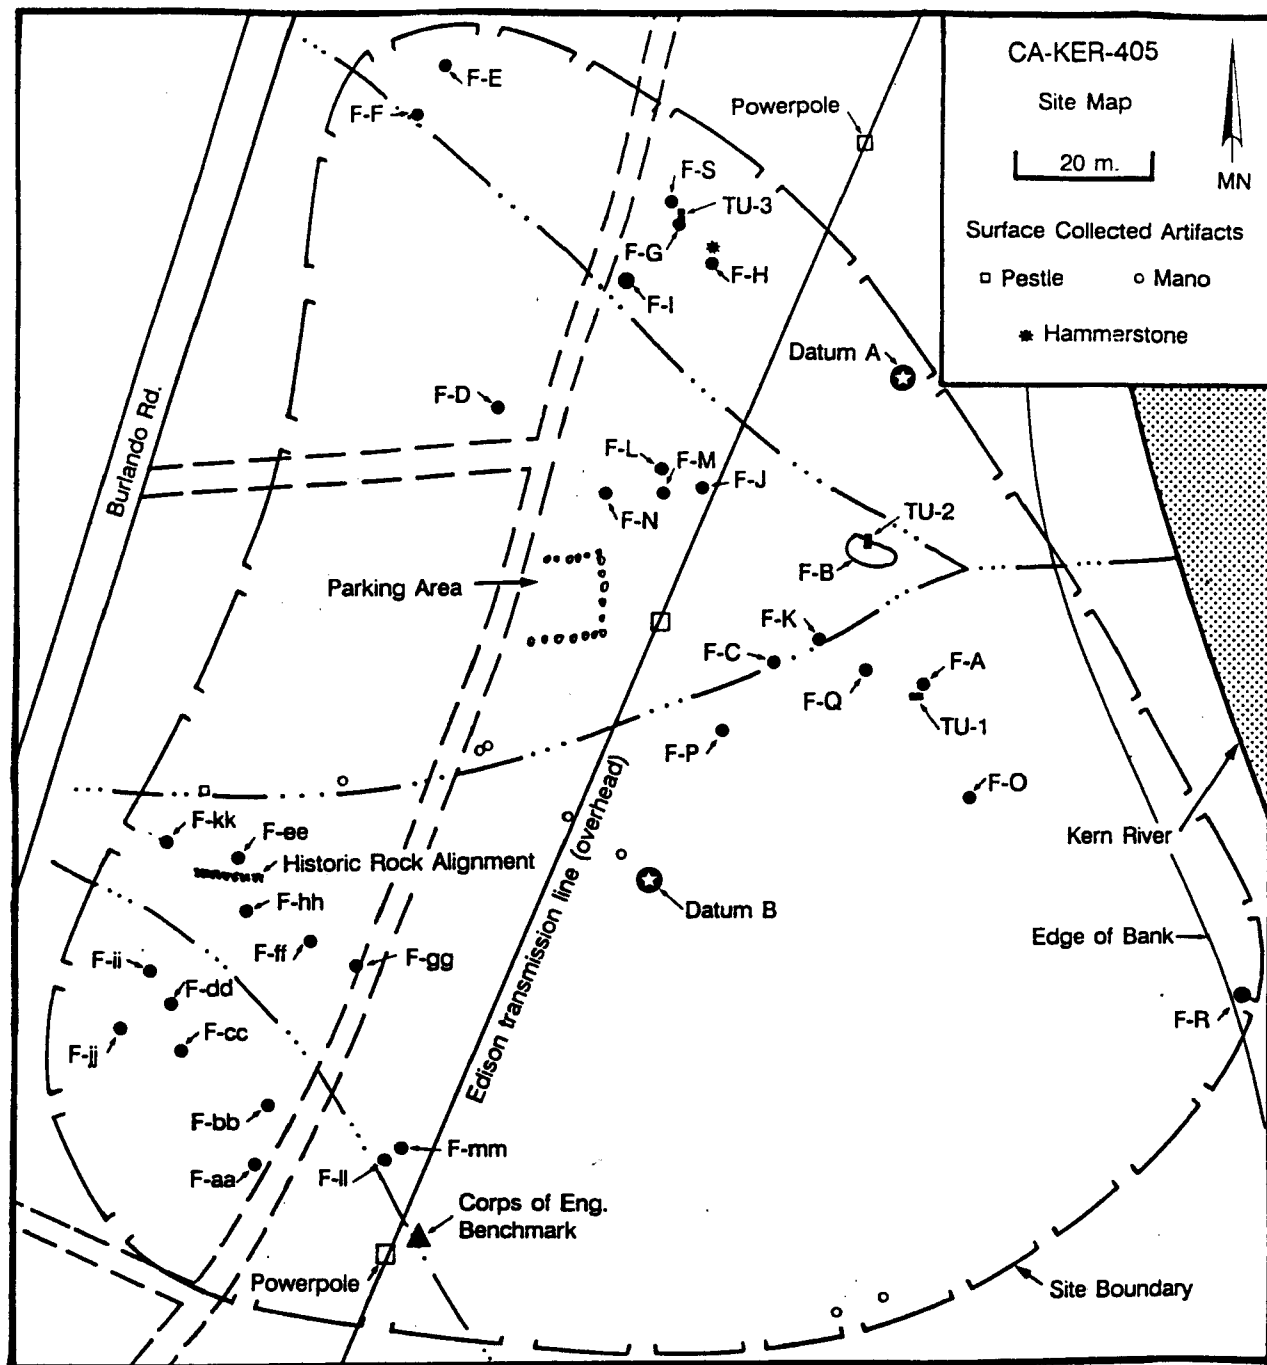 CA-KER-405
Site Map
20 m.
MN
Surface Collected Artifacts
Pestle
Mano
Hammerstone
F-E
F-F
Powerpole
F-S
TU-3
F-G
F-H
F-I
Datum A
F-D
Burlando Rd.
F-L
F-M
F-J
F-N
TU-2
F-B
Parking Area
F-K
F-C
F-A
F-Q
TU-1
F-P
F-O
Kern River
F-kk
F-ee
Historic Rock Alignment
Edison transmission line (overhead)
F-hh
Datum B
F-ff
F-gg
Edge of Bank
F-ii
F-dd
F-R
F-jj
F-cc
F-bb
F-mm
F-aa
F-ll
Corps of Eng.
Benchmark
Powerpole
Site Boundary